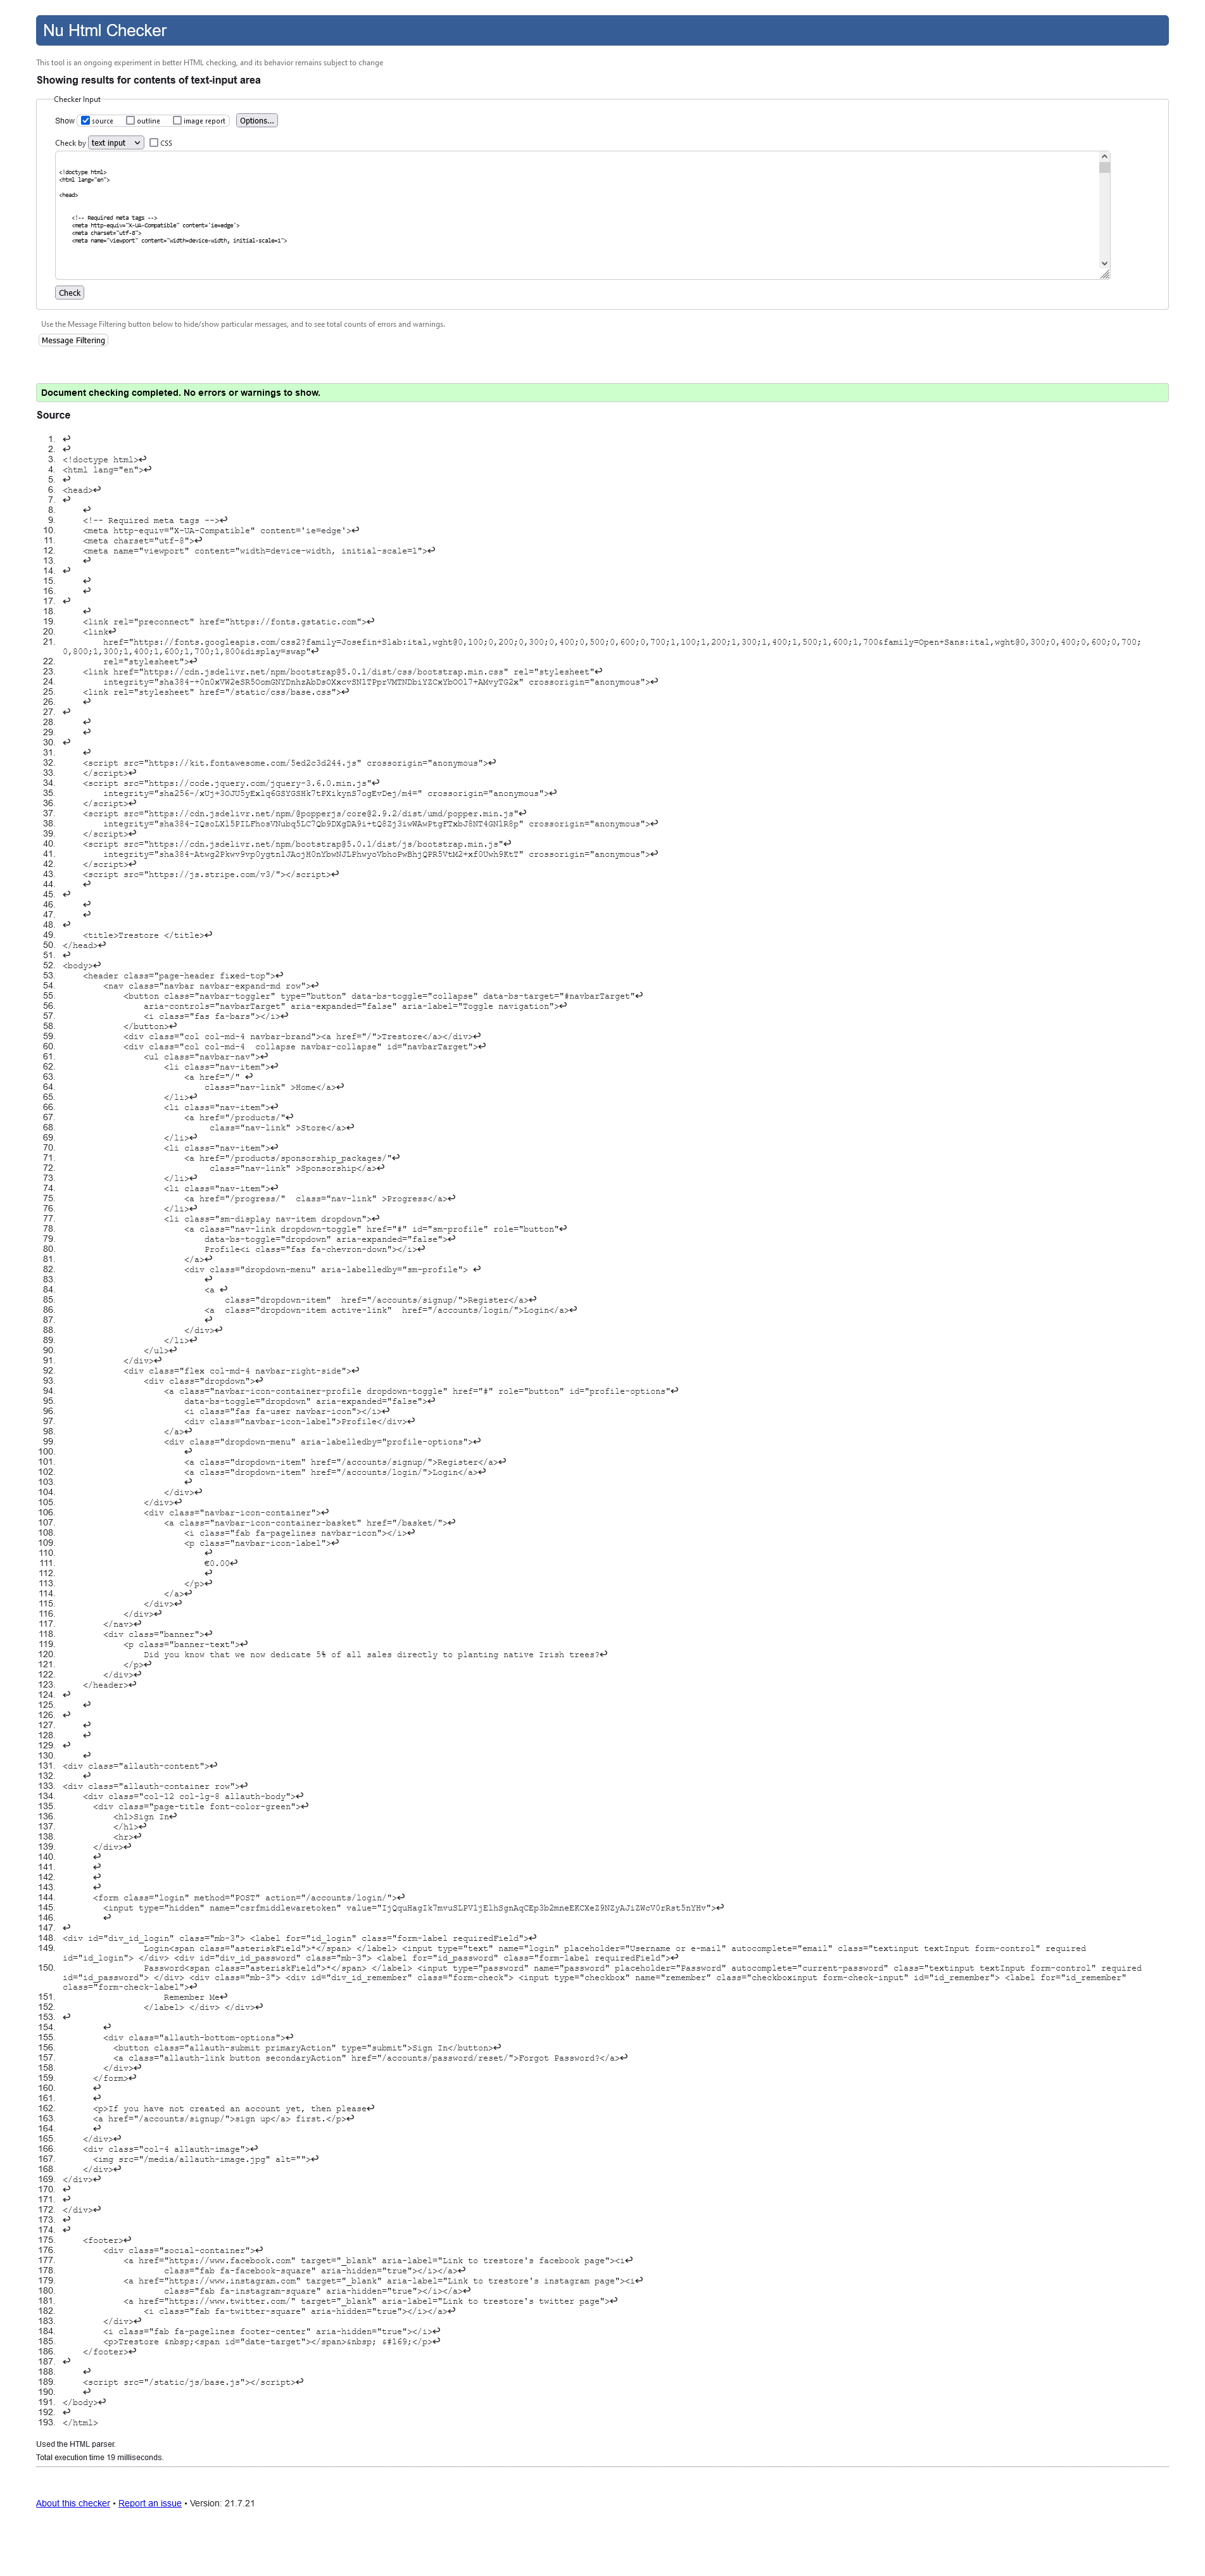 Nu Html Checker
This tool is an ongoing experiment in better HTML checking, and its behavior remains subject to change
Showing results for contents of text-input area
Checker Input
Show source outline image report Options...
Check by text input CSS
<!doctype html>
<html lang="en">
<head>
<!-- Required meta tags -->
<meta http-equiv="X-UA-Compatible" content='ie=edge'>
<meta charset="utf-8">
<meta name="viewport" content="width=device-width, initial-scale=1">
Check
Use the Message Filtering button below to hide/show particular messages, and to see total counts of errors and warnings.
Message Filtering
Document checking completed. No errors or warnings to show.
Source
1. ↩
2. ↩
3. <!doctype html>↩
4. <html lang="en">↩
5. ↩
6. <head>↩
7. ↩
8. ↩
9. <!-- Required meta tags -->↩
10. <meta http-equiv="X-UA-Compatible" content='ie=edge'>↩
11. <meta charset="utf-8">↩
12. <meta name="viewport" content="width=device-width, initial-scale=1">↩
13. ↩
14. ↩
15. ↩
16. ↩
17. ↩
18. ↩
19. <link rel="preconnect" href="https://fonts.gstatic.com">↩
20. <link↩
21. href="https://fonts.googleapis.com/css2?family=Josefin+Slab:ital,wght@0,100;0,200;0,300;0,400;0,500;0,600;0,700;1,100;1,200;1,300;1,400;1,500;1,600;1,700&family=Open+Sans:ital,wght@0,300;0,400;0,600;0,700;
0,800;1,300;1,400;1,600;1,700;1,800&display=swap"↩
22. rel="stylesheet">↩
23. <link href="https://cdn.jsdelivr.net/npm/bootstrap@5.0.1/dist/css/bootstrap.min.css" rel="stylesheet"↩
24. integrity="sha384-+0n0xVW2eSR5OomGNYDnhzAbDsOXxcvSN1TPprVMTNDbiYZCxYbOOl7+AMvyTG2x" crossorigin="anonymous">↩
25. <link rel="stylesheet" href="/static/css/base.css">↩
26. ↩
27. ↩
28. ↩
29. ↩
30. ↩
31. ↩
32. <script src="https://kit.fontawesome.com/5ed2c3d244.js" crossorigin="anonymous">↩
33. </script>↩
34. <script src="https://code.jquery.com/jquery-3.6.0.min.js"↩
35. integrity="sha256-/xUj+3OJU5yExlq6GSYGSHk7tPXikynS7ogEvDej/m4=" crossorigin="anonymous">↩
36. </script>↩
37. <script src="https://cdn.jsdelivr.net/npm/@popperjs/core@2.9.2/dist/umd/popper.min.js"↩
38. integrity="sha384-IQsoLXl5PILFhosVNubq5LC7Qb9DXgDA9i+tQ8Zj3iwWAwPtgFTxbJ8NT4GN1R8p" crossorigin="anonymous">↩
39. </script>↩
40. <script src="https://cdn.jsdelivr.net/npm/bootstrap@5.0.1/dist/js/bootstrap.min.js"↩
41. integrity="sha384-Atwg2Pkwv9vp0ygtn1JAojH0nYbwNJLPhwyoVbhoPwBhjQPR5VtM2+xf0Uwh9KtT" crossorigin="anonymous">↩
42. </script>↩
43. <script src="https://js.stripe.com/v3/"></script>↩
44. ↩
45. ↩
46. ↩
47. ↩
48. ↩
49. <title>Trestore </title>↩
50. </head>↩
51. ↩
52. <body>↩
53. <header class="page-header fixed-top">↩
54. <nav class="navbar navbar-expand-md row">↩
55. <button class="navbar-toggler" type="button" data-bs-toggle="collapse" data-bs-target="#navbarTarget"↩
56. aria-controls="navbarTarget" aria-expanded="false" aria-label="Toggle navigation">↩
57. <i class="fas fa-bars"></i>↩
58. </button>↩
59. <div class="col col-md-4 navbar-brand"><a href="/">Trestore</a></div>↩
60. <div class="col col-md-4  collapse navbar-collapse" id="navbarTarget">↩
61. <ul class="navbar-nav">↩
62. <li class="nav-item">↩
63. <a href="/" ↩
64. class="nav-link" >Home</a>↩
65. </li>↩
66. <li class="nav-item">↩
67. <a href="/products/"↩
68. class="nav-link" >Store</a>↩
69. </li>↩
70. <li class="nav-item">↩
71. <a href="/products/sponsorship_packages/"↩
72. class="nav-link" >Sponsorship</a>↩
73. </li>↩
74. <li class="nav-item">↩
75. <a href="/progress/"  class="nav-link" >Progress</a>↩
76. </li>↩
77. <li class="sm-display nav-item dropdown">↩
78. <a class="nav-link dropdown-toggle" href="#" id="sm-profile" role="button"↩
79. data-bs-toggle="dropdown" aria-expanded="false">↩
80. Profile<i class="fas fa-chevron-down"></i>↩
81. </a>↩
82. <div class="dropdown-menu" aria-labelledby="sm-profile"> ↩
83. ↩
84. <a ↩
85. class="dropdown-item"  href="/accounts/signup/">Register</a>↩
86. <a  class="dropdown-item active-link"  href="/accounts/login/">Login</a>↩
87. ↩
88. </div>↩
89. </li>↩
90. </ul>↩
91. </div>↩
92. <div class="flex col-md-4 navbar-right-side">↩
93. <div class="dropdown">↩
94. <a class="navbar-icon-container-profile dropdown-toggle" href="#" role="button" id="profile-options"↩
95. data-bs-toggle="dropdown" aria-expanded="false">↩
96. <i class="fas fa-user navbar-icon"></i>↩
97. <div class="navbar-icon-label">Profile</div>↩
98. </a>↩
99. <div class="dropdown-menu" aria-labelledby="profile-options">↩
100. ↩
101. <a class="dropdown-item" href="/accounts/signup/">Register</a>↩
102. <a class="dropdown-item" href="/accounts/login/">Login</a>↩
103. ↩
104. </div>↩
105. </div>↩
106. <div class="navbar-icon-container">↩
107. <a class="navbar-icon-container-basket" href="/basket/">↩
108. <i class="fab fa-pagelines navbar-icon"></i>↩
109. <p class="navbar-icon-label">↩
110. ↩
111. €0.00↩
112. ↩
113. </p>↩
114. </a>↩
115. </div>↩
116. </div>↩
117. </nav>↩
118. <div class="banner">↩
119. <p class="banner-text">↩
120. Did you know that we now dedicate 5% of all sales directly to planting native Irish trees?↩
121. </p>↩
122. </div>↩
123. </header>↩
124. ↩
125. ↩
126. ↩
127. ↩
128. ↩
129. ↩
130. ↩
131. <div class="allauth-content">↩
132. ↩
133. <div class="allauth-container row">↩
134. <div class="col-12 col-lg-8 allauth-body">↩
135. <div class="page-title font-color-green">↩
136. <h1>Sign In↩
137. </h1>↩
138. <hr>↩
139. </div>↩
140. ↩
141. ↩
142. ↩
143. ↩
144. <form class="login" method="POST" action="/accounts/login/">↩
145. <input type="hidden" name="csrfmiddlewaretoken" value="IjQquHagIk7mvuSLPVljElhSgnAqCEp3b2mneEKCXeZ9NZyAJiZWcV0rRst5nYHv">↩
146. ↩
147. ↩
148. <div id="div_id_login" class="mb-3"> <label for="id_login" class="form-label requiredField">↩
149. Login<span class="asteriskField">*</span> </label> <input type="text" name="login" placeholder="Username or e-mail" autocomplete="email" class="textinput textInput form-control" required
id="id_login"> </div> <div id="div_id_password" class="mb-3"> <label for="id_password" class="form-label requiredField">↩
150. Password<span class="asteriskField">*</span> </label> <input type="password" name="password" placeholder="Password" autocomplete="current-password" class="textinput textInput form-control" required
id="id_password"> </div> <div class="mb-3"> <div id="div_id_remember" class="form-check"> <input type="checkbox" name="remember" class="checkboxinput form-check-input" id="id_remember"> <label for="id_remember"
class="form-check-label">↩
151. Remember Me↩
152. </label> </div> </div>↩
153. ↩
154. ↩
155. <div class="allauth-bottom-options">↩
156. <button class="allauth-submit primaryAction" type="submit">Sign In</button>↩
157. <a class="allauth-link button secondaryAction" href="/accounts/password/reset/">Forgot Password?</a>↩
158. </div>↩
159. </form>↩
160. ↩
161. ↩
162. <p>If you have not created an account yet, then please↩
163. <a href="/accounts/signup/">sign up</a> first.</p>↩
164. ↩
165. </div>↩
166. <div class="col-4 allauth-image">↩
167. <img src="/media/allauth-image.jpg" alt="">↩
168. </div>↩
169. </div>↩
170. ↩
171. ↩
172. </div>↩
173. ↩
174. ↩
175. <footer>↩
176. <div class="social-container">↩
177. <a href="https://www.facebook.com" target="_blank" aria-label="Link to trestore's facebook page"><i↩
178. class="fab fa-facebook-square" aria-hidden="true"></i></a>↩
179. <a href="https://www.instagram.com" target="_blank" aria-label="Link to trestore's instagram page"><i↩
180. class="fab fa-instagram-square" aria-hidden="true"></i></a>↩
181. <a href="https://www.twitter.com/" target="_blank" aria-label="Link to trestore's twitter page">↩
182. <i class="fab fa-twitter-square" aria-hidden="true"></i></a>↩
183. </div>↩
184. <i class="fab fa-pagelines footer-center" aria-hidden="true"></i>↩
185. <p>Trestore &nbsp;<span id="date-target"></span>&nbsp; &#169;</p>↩
186. </footer>↩
187. ↩
188. ↩
189. <script src="/static/js/base.js"></script>↩
190. ↩
191. </body>↩
192. ↩
193. </html>
Used the HTML parser.
Total execution time 19 milliseconds.
About this checker • Report an issue • Version: 21.7.21